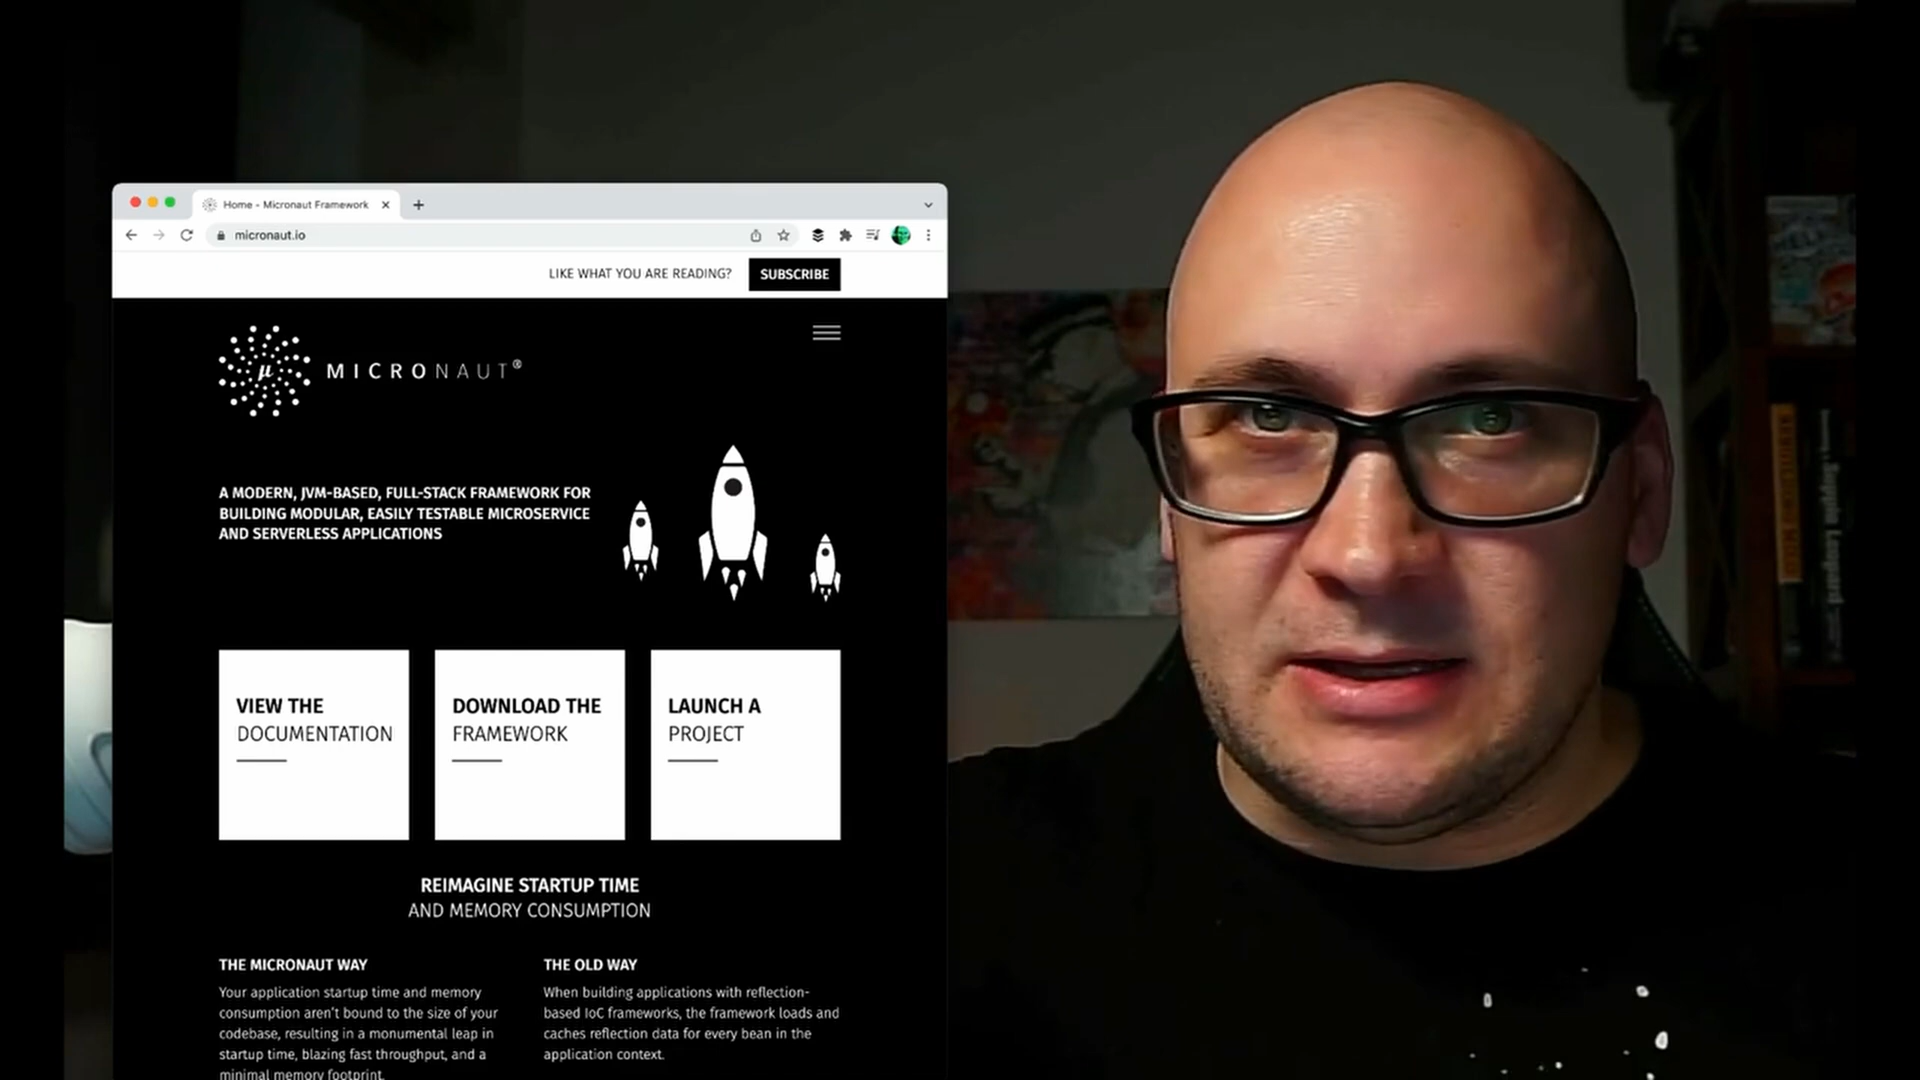 Home - Micronaut Framework
micronaut.io
LIKE WHAT YOU ARE READING?
SUBSCRIBE
μ
MICRONAUT®
A MODERN, JVM-BASED, FULL-STACK FRAMEWORK FOR
BUILDING MODULAR, EASILY TESTABLE MICROSERVICE
AND SERVERLESS APPLICATIONS
VIEW THE
DOCUMENTATION
DOWNLOAD THE
FRAMEWORK
LAUNCH A
PROJECT
REIMAGINE STARTUP TIME
AND MEMORY CONSUMPTION
THE MICRONAUT WAY
Your application startup time and memory
consumption aren't bound to the size of your
codebase, resulting in a monumental leap in
startup time, blazing fast throughput, and a
minimal memory footprint.
THE OLD WAY
When building applications with reflection-
based IoC frameworks, the framework loads and
caches reflection data for every bean in the
application context.